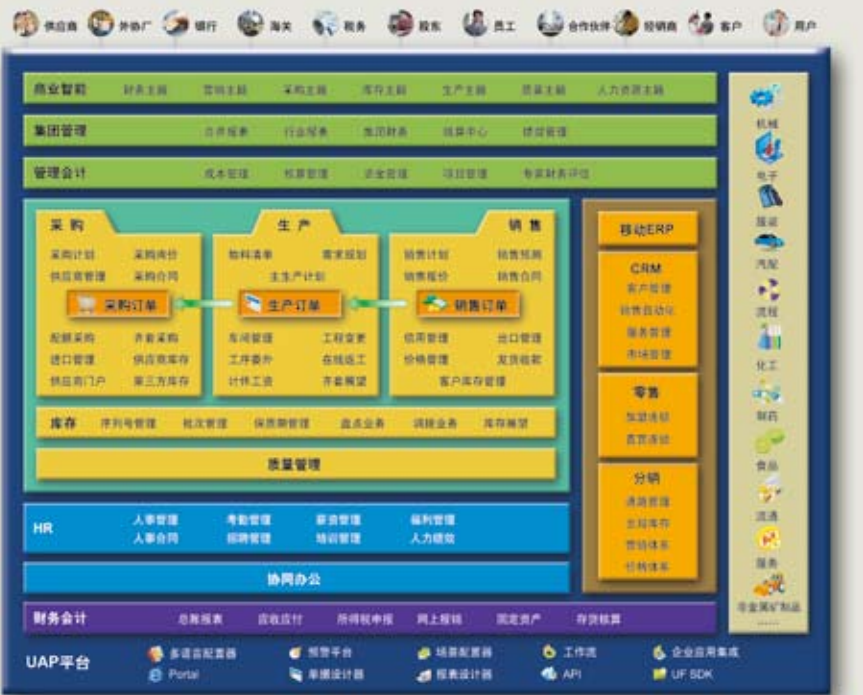 供应商 外协厂 银行 海关 税务 股东 员工 合作伙伴 经销商 客户 用户
商业智能 财务主题 营销主题 采购主题 库存主题 生产主题 质量主题 人力资源主题
集团管理 合并报表 行业报表 集团财务 结算中心 绩效管理
管理会计 成本管理 预算管理 资金管理 项目管理 专家财务评估
采购 生产 销售
采购计划 采购询价 物料清单 需求规划 销售计划 销售预测
供应商管理 采购合同 主生产计划 销售报价 销售合同
采购订单 生产订单 销售订单
配额采购 齐套采购 车间管理 工程变更 信用管理 出口管理
进口管理 供应商库存 工序委外 在线返工 价格管理 发货收款
供应商门户 第三方库存 计件工资 齐套展望 客户库存管理
库存 序列号管理 批次管理 保质期管理 盘点业务 调拨业务 库存展望
质量管理
移动ERP
CRM
客户管理
销售自动化
服务管理
市场管理
零售
加盟连锁
直营连锁
分销
通路管理
全局库存
营销体系
价格体系
机械
电子
服装
汽配
流程
化工
制药
食品
流通
服务
非金属矿制品
......
HR 人事管理 考勤管理 薪资管理 福利管理
人事合同 招聘管理 培训管理 人力绩效
协同办公
财务会计 总账报表 应收应付 所得税申报 网上报销 固定资产 存货核算
UAP平台 多语言配置器 预警平台 场景配置器 工作流 企业应用集成
Portal 单据设计器 报表设计器 API UF SDK